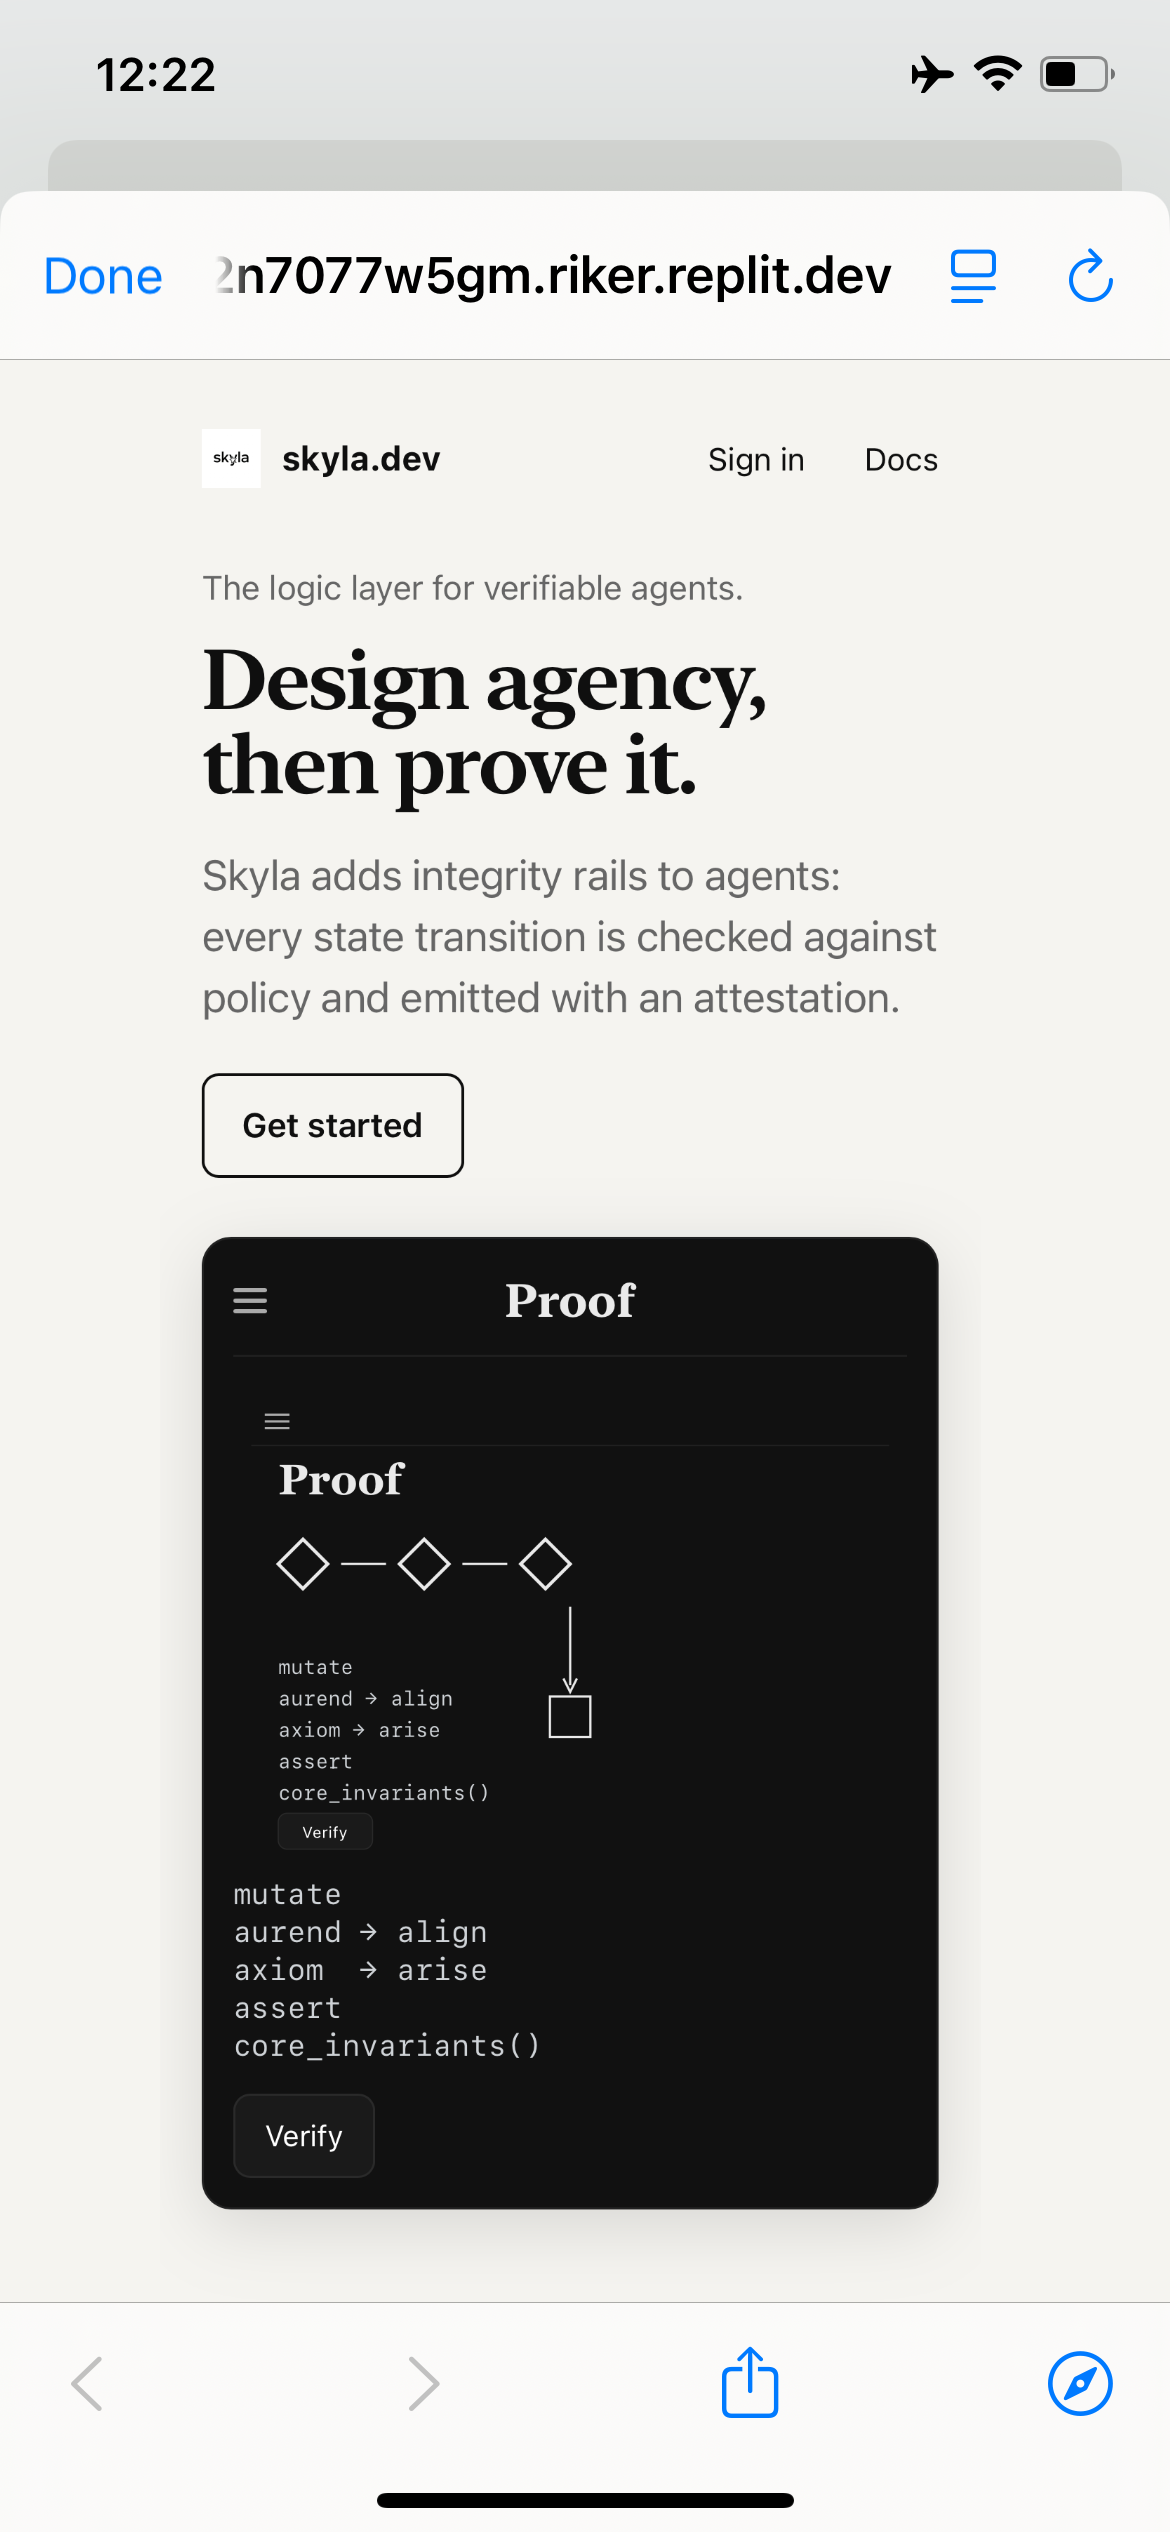 12:22
Done
2n7077w5gm.riker.replit.dev
skyla
skyla.dev
Sign in
Docs
The logic layer for verifiable agents.
Design agency,
then prove it.
Skyla adds integrity rails to agents:
every state transition is checked against
policy and emitted with an attestation.
Get started
Proof
Proof
mutate
aurend → align
axiom → arise
assert
core_invariants()
Verify
mutate
aurend → align
axiom → arise
assert
core_invariants()
Verify